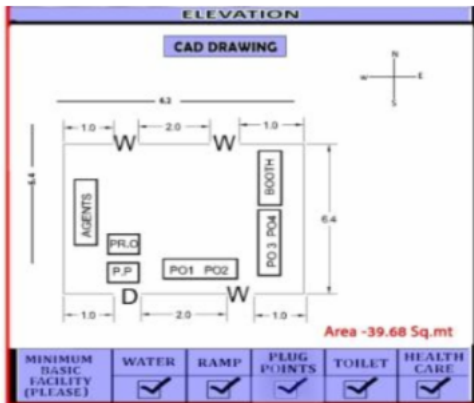 ELEVATION
CAD DRAWING
N
W E
S
6.2
1.0 2.0 1.0
W W
6.4
AGENTS
BOOTH
6.4
PR.O
PO 3 PO4
P.P
PO1 PO2
D W
1.0 2.0 1.0
Area -39.68 Sq.mt
MINIMUM BASIC FACILITY (PLEASE)
WATER
RAMP
PLUG POINTS
TOILET
HEALTH CARE